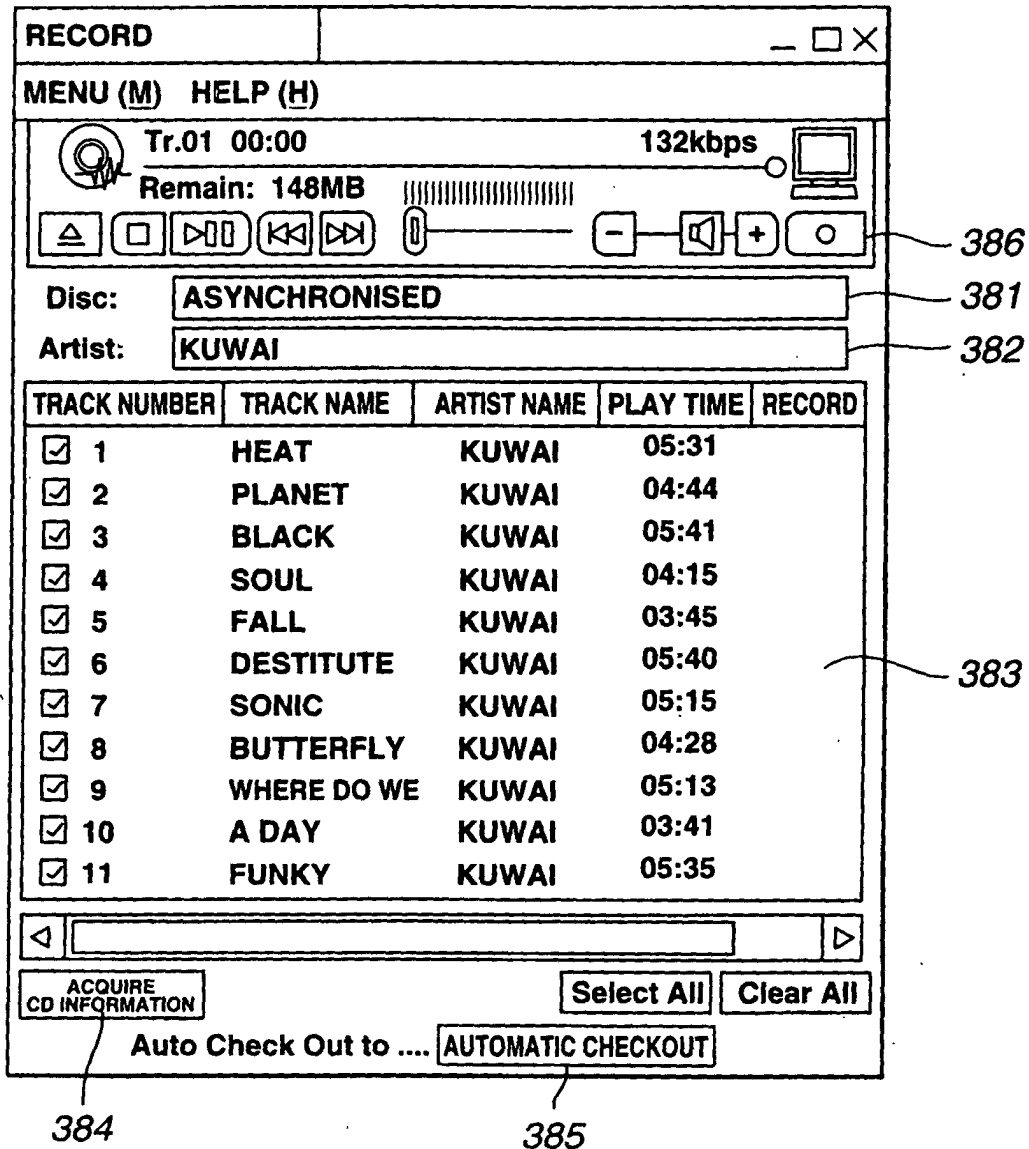 RECORD
MENU (M) HELP (H)
Tr.01 00:00 132kbps
Remain: 148MB
386
Disc: ASYNCHRONISED 381
Artist: KUWAI 382
TRACK NUMBER TRACK NAME ARTIST NAME PLAY TIME RECORD
1 HEAT KUWAI 05:31
2 PLANET KUWAI 04:44
3 BLACK KUWAI 05:41
4 SOUL KUWAI 04:15
5 FALL KUWAI 03:45
6 DESTITUTE KUWAI 05:40
383
7 SONIC KUWAI 05:15
8 BUTTERFLY KUWAI 04:28
9 WHERE DO WE KUWAI 05:13
10 A DAY KUWAI 03:41
11 FUNKY KUWAI 05:35
ACQUIRE
CD INFORMATION
Select All Clear All
Auto Check Out to .... AUTOMATIC CHECKOUT
384 385